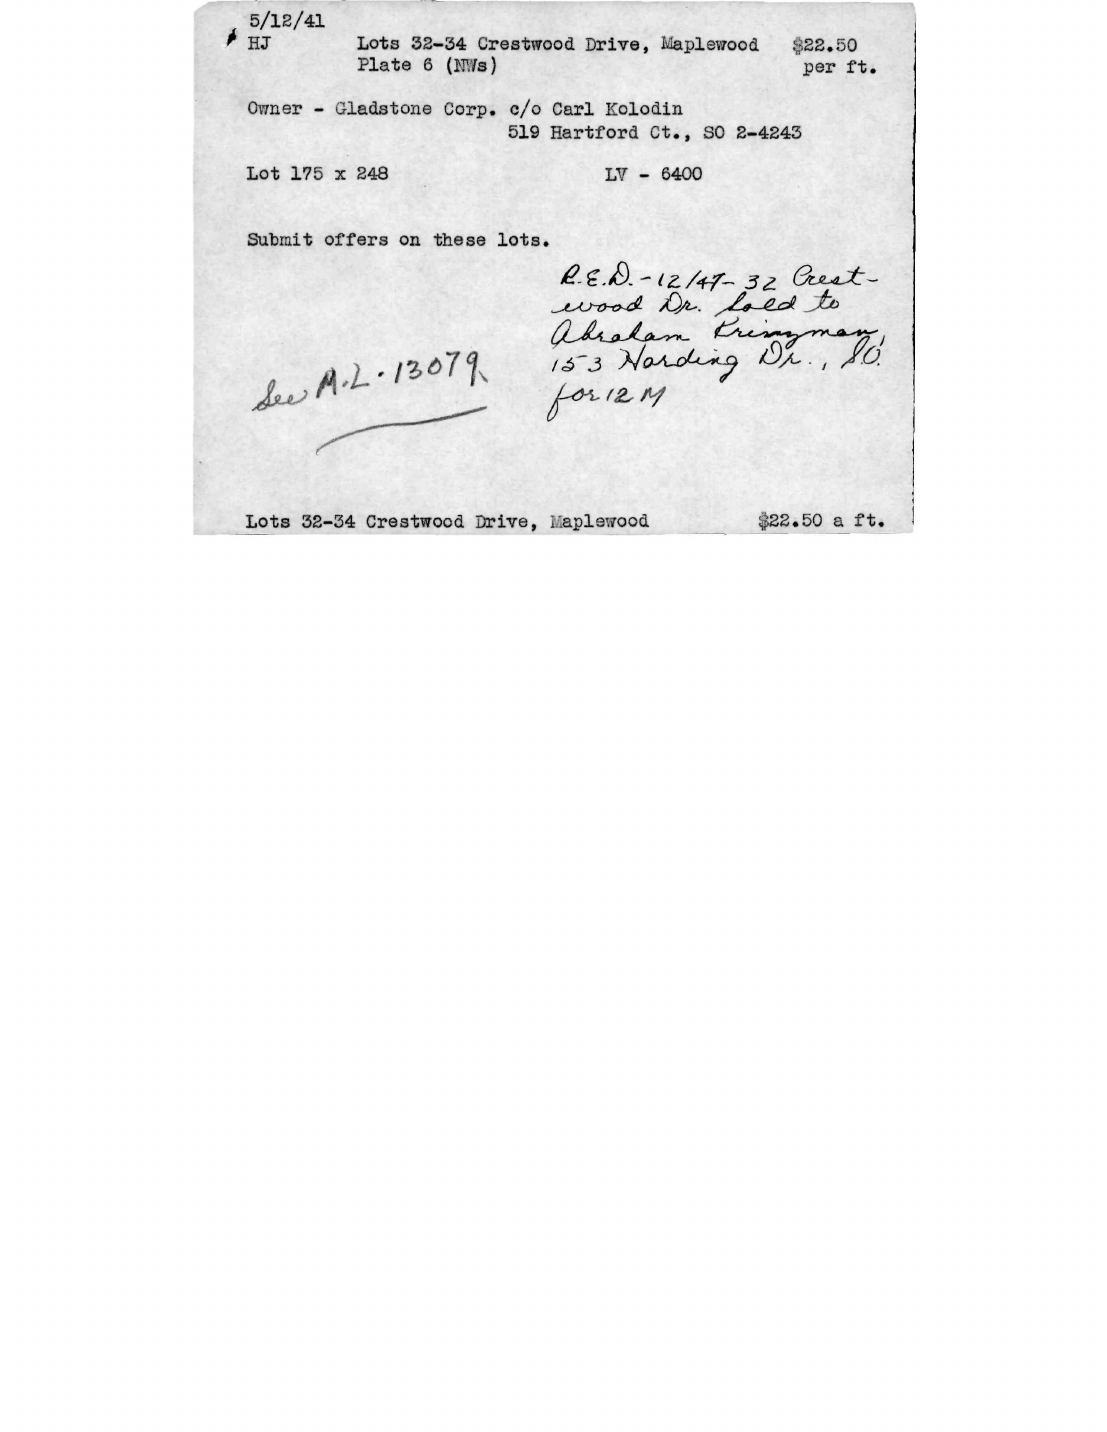 5/12/41
HJ Lots 32-34 Crestwood Drive, Maplewood $22.50
Plate 6 (NWs) per ft.
Owner - Gladstone Corp. c/o Carl Kolodin
519 Hartford Ct., SO 2-4243
Lot 175 x 248 LV - 6400
Submit offers on these lots.
R.E.D. - 12/47 - 32 Crest-
wood Dr. Sold to
Abraham
153 Harding Dr., SO.
for 12 M
See M.L. 13079
Lots 32-34 Crestwood Drive, Maplewood $22.50 a ft.